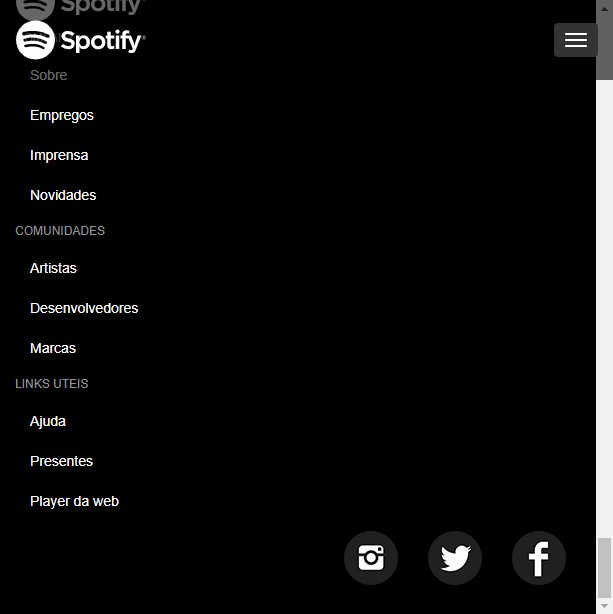 Spotify®
Spotify®
Sobre
Empregos
Imprensa
Novidades
COMUNIDADES
Artistas
Desenvolvedores
Marcas
LINKS UTEIS
Ajuda
Presentes
Player da web